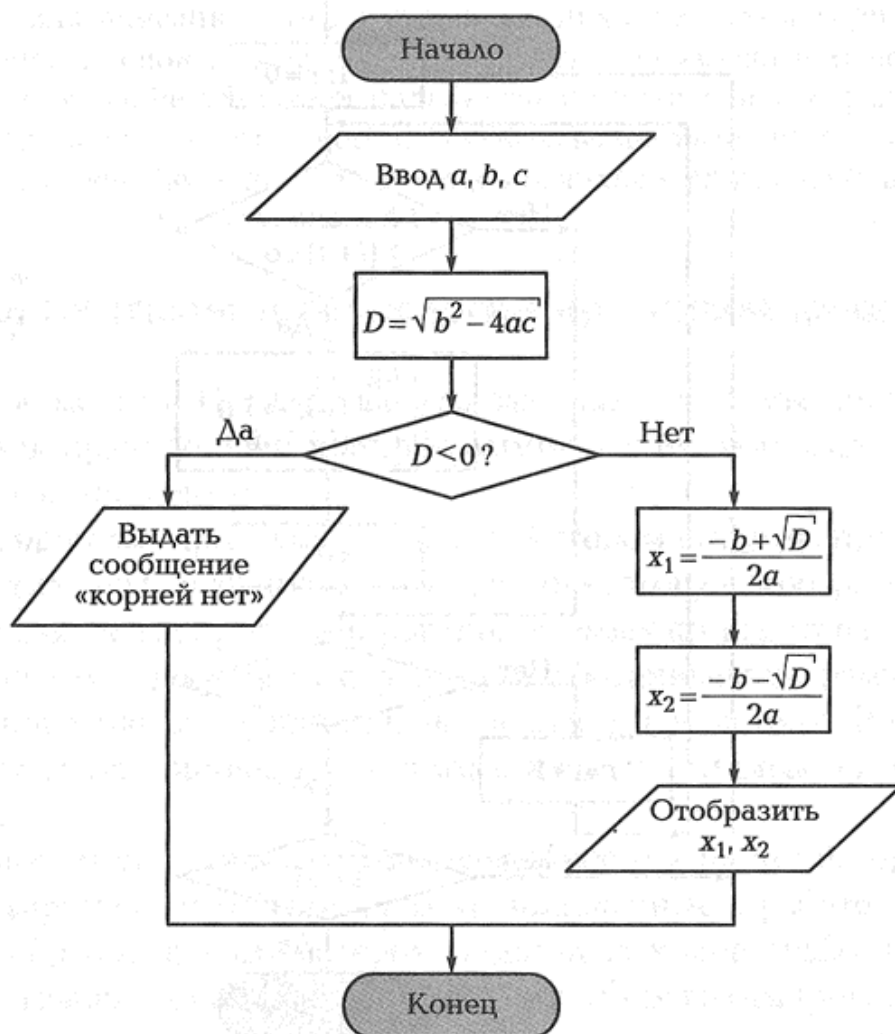 Начало
Ввод a, b, c
D = √(b² − 4ac)
D < 0 ?
Да
Нет
Выдать
сообщение
«корней нет»
x₁ = (−b + √D) / 2a
x₂ = (−b − √D) / 2a
Отобразить
x₁, x₂
Конец